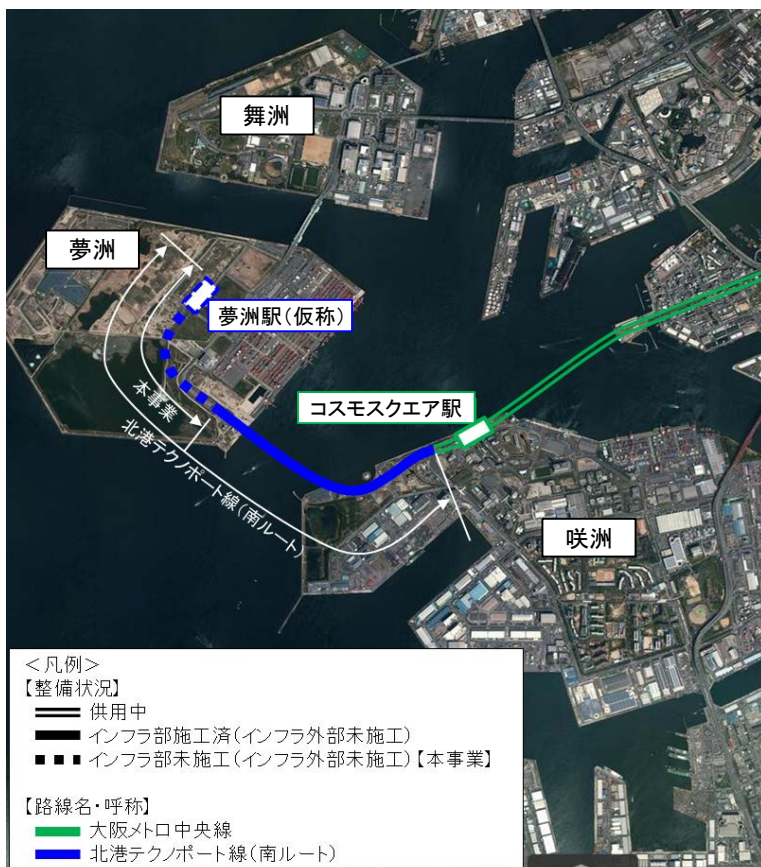 舞洲
夢洲
夢洲駅(仮称)
本事業
コスモスクエア駅
北港テクノポート線(南ルート)
咲洲
<凡例>
【整備状況】
供用中
インフラ部施工済(インフラ外部未施工)
インフラ部未施工(インフラ外部未施工)【本事業】
【路線名・呼称】
大阪メトロ中央線
北港テクノポート線(南ルート)